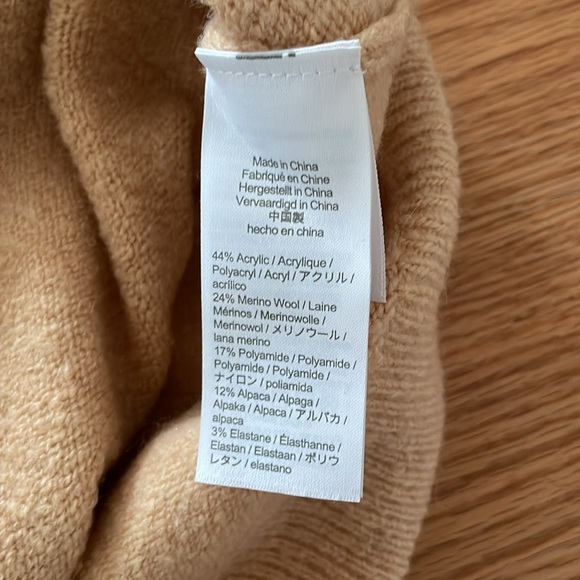 Made in China
Fabriqué en Chine
Hergestellt in China
Vervaardigd in China
中国製
hecho en china
44% Acrylic / Acrylique /
Polyacryl / Acryl / アクリル /
acrílico
24% Merino Wool / Laine
Mérinos / Merinowolle /
Merinowol / メリノウール /
lana merino
17% Polyamide / Polyamide /
Polyamide / Polyamide /
ナイロン / poliamida
12% Alpaca / Alpaga /
Alpaka / Alpaca / アルパカ /
alpaca
3% Elastane / Élasthanne /
Elastan / Elastaan / ポリウ
レタン / elastano